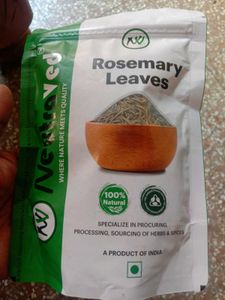 Rosemary
Leaves
WHERE NATURE MEETS QUALITY
100%
Natural
SPECIALIZE IN PROCURING,
PROCESSING, SOURCING OF HERBS & SPICES
A PRODUCT OF INDIA